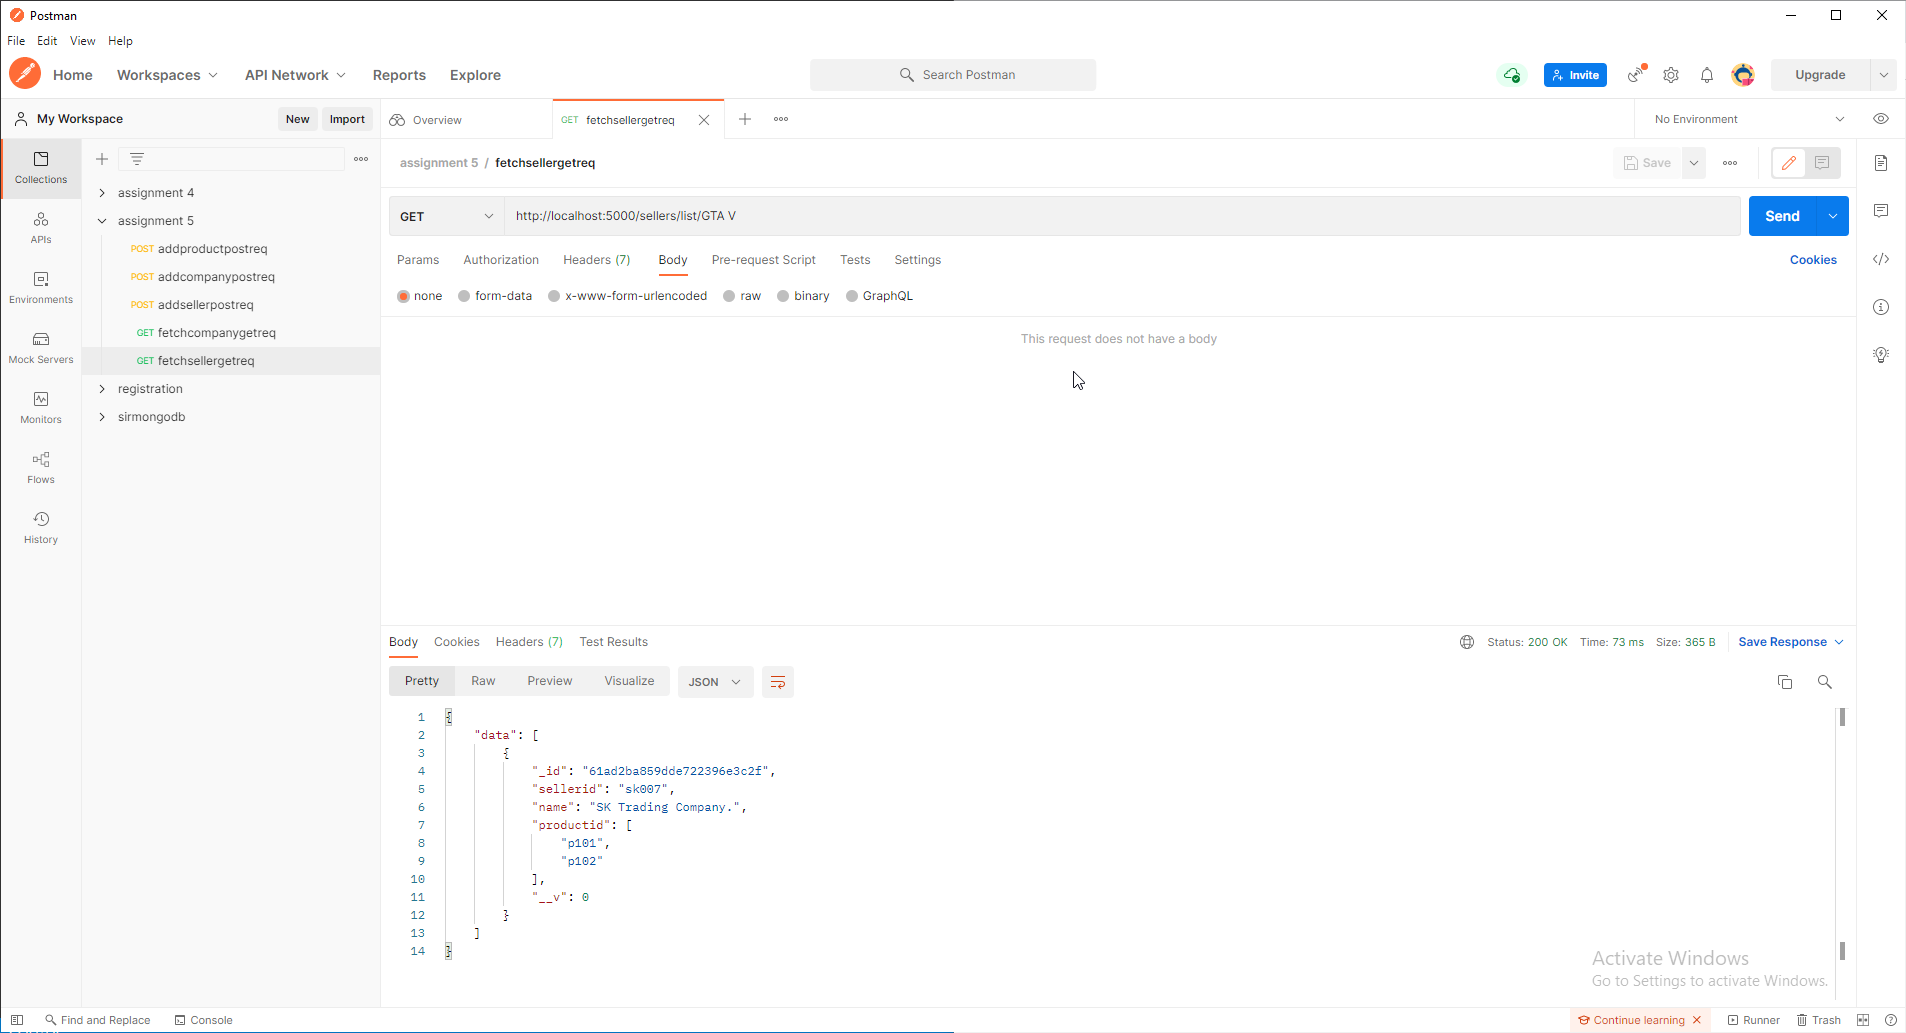 Postman
File Edit View Help
Home Workspaces API Network Reports Explore Search Postman Invite Upgrade
My Workspace New Import Overview GET fetchsellergetreq No Environment
Collections
APIs
Environments
Mock Servers
Monitors
Flows
History
assignment 4
assignment 5
POST addproductpostreq
POST addcompanypostreq
POST addsellerpostreq
GET fetchcompanygetreq
GET fetchsellergetreq
registration
sirmongodb
assignment 5 / fetchsellergetreq Save
GET http://localhost:5000/sellers/list/GTA V Send
Params Authorization Headers (7) Body Pre-request Script Tests Settings Cookies
none form-data x-www-form-urlencoded raw binary GraphQL
This request does not have a body
Body Cookies Headers (7) Test Results Status: 200 OK Time: 73 ms Size: 365 B Save Response
Pretty Raw Preview Visualize JSON
1 {
2 "data": [
3 {
4 "_id": "61ad2ba859dde722396e3c2f",
5 "sellerid": "sk007",
6 "name": "SK Trading Company.",
7 "productid": [
8 "p101",
9 "p102"
10 ],
11 "__v": 0
12 }
13 ]
14 }
Activate Windows
Go to Settings to activate Windows.
Find and Replace Console Continue learning Runner Trash